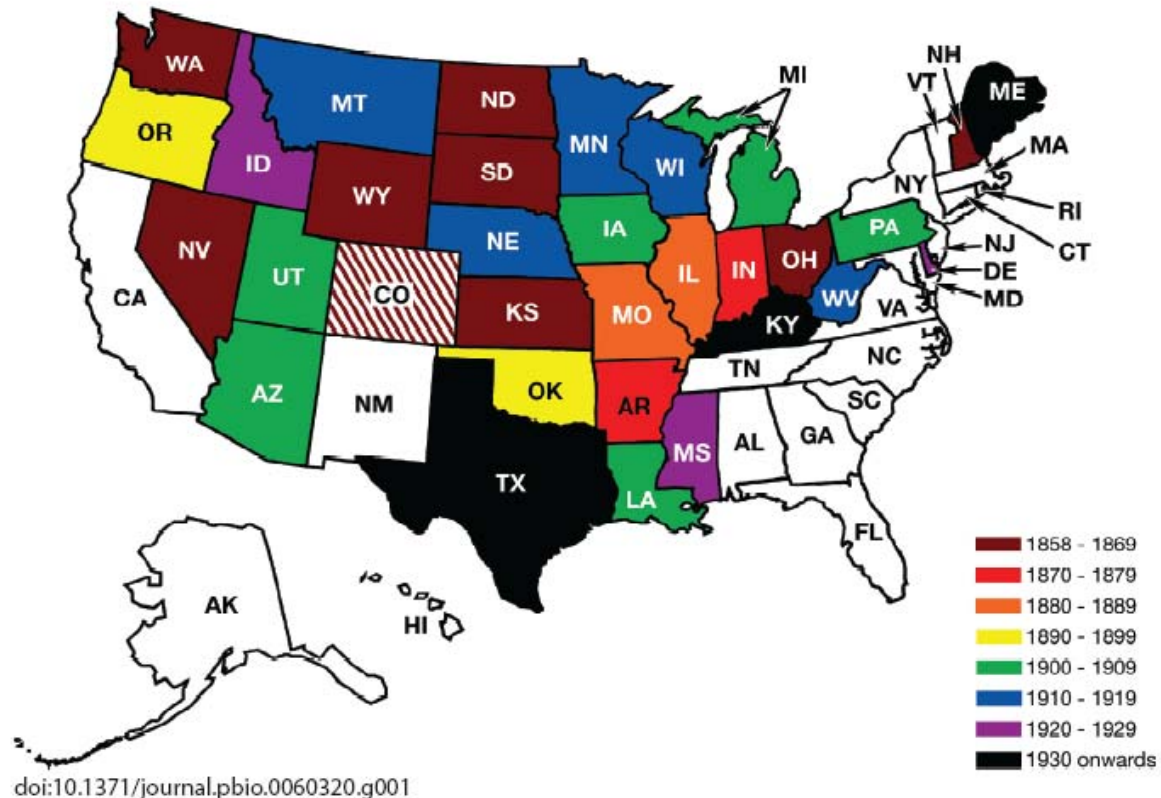 WA
MT
ND
MN
MI
VT
NH
ME
OR
ID
WY
SD
WI
NY
MA
RI
CT
NV
UT
CO
NE
IA
IL
IN
OH
PA
NJ
DE
MD
CA
KS
MO
KY
WV
VA
AZ
NM
OK
AR
TN
NC
SC
TX
LA
MS
AL
GA
FL
AK
HI
1858 - 1869
1870 - 1879
1880 - 1889
1890 - 1899
1900 - 1909
1910 - 1919
1920 - 1929
1930 onwards
doi:10.1371/journal.pbio.0060320.g001